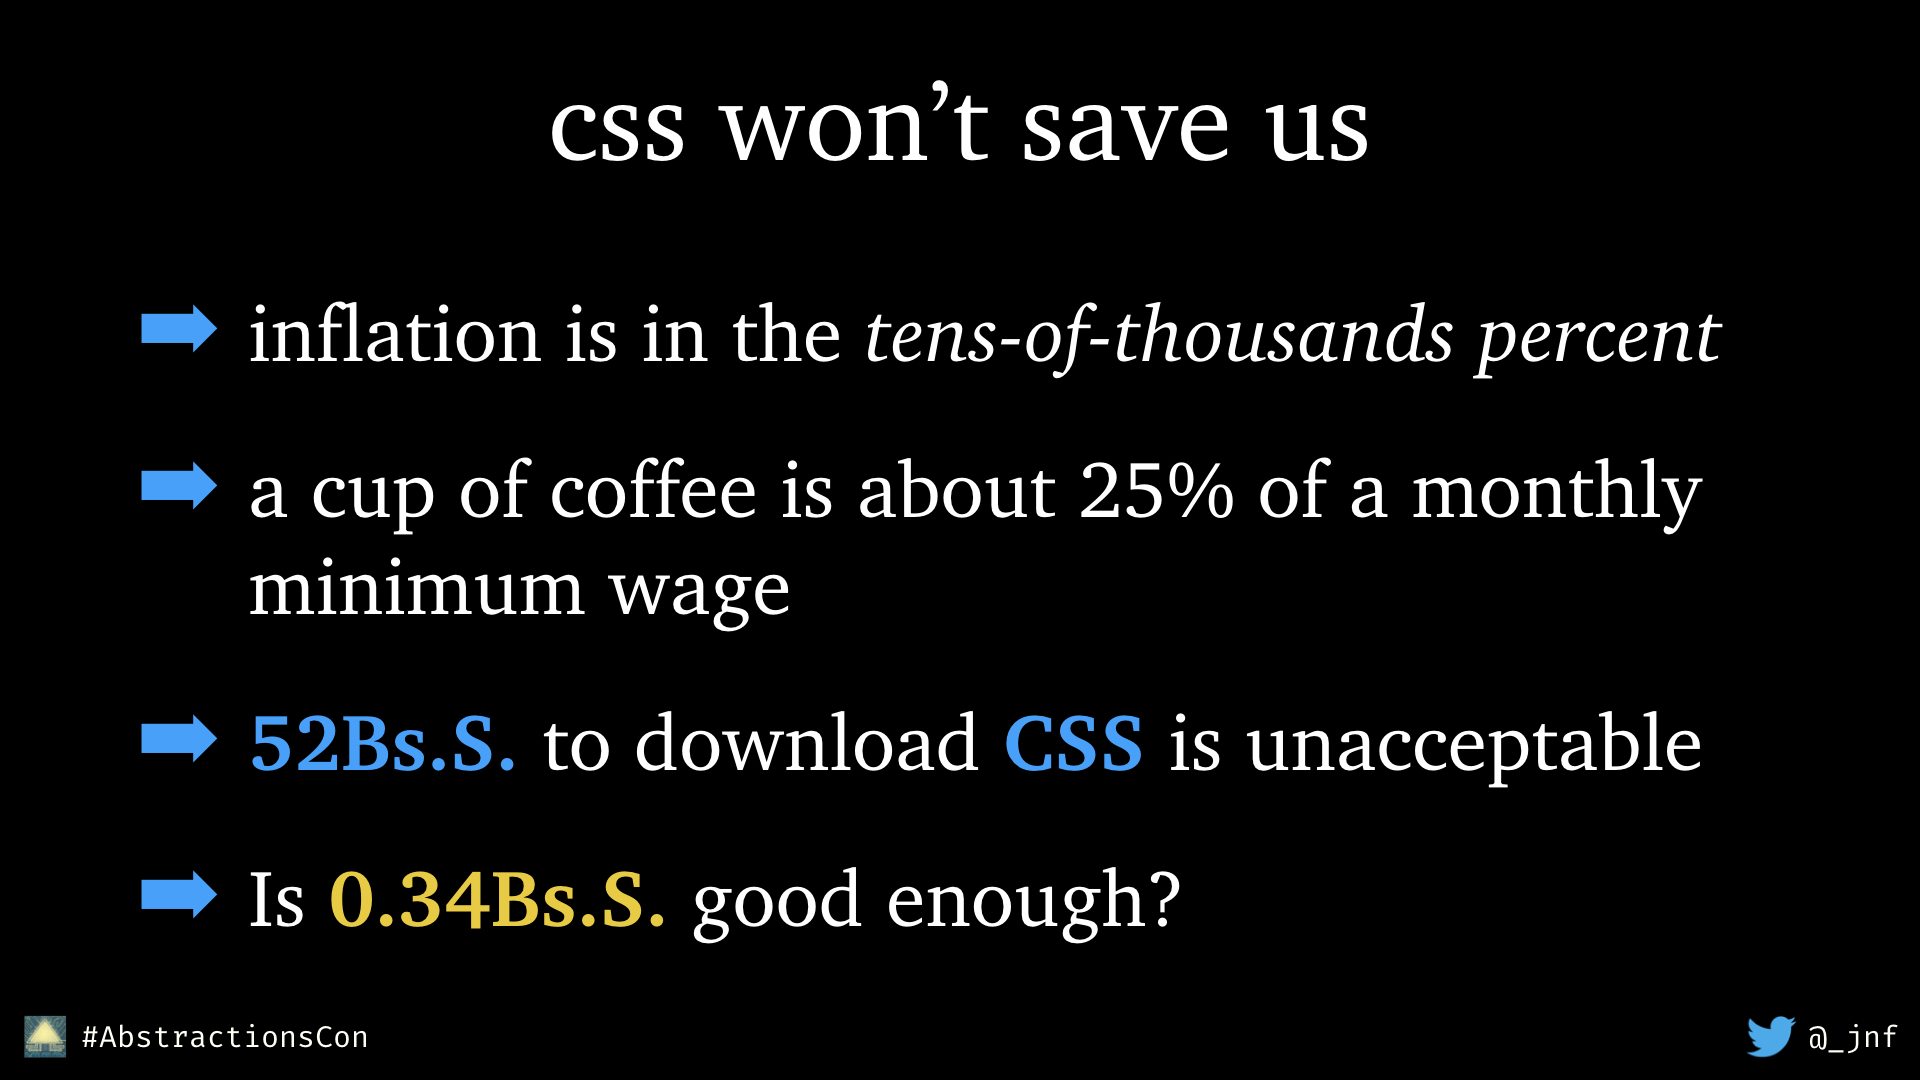 css won’t save us
inflation is in the tens-of-thousands percent
a cup of coffee is about 25% of a monthly
minimum wage
52Bs.S. to download CSS is unacceptable
Is 0.34Bs.S. good enough?
#AbstractionsCon
@_jnf